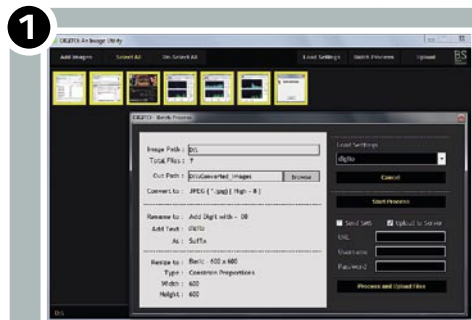 1
DIGITO: An Image Utility
Add Images Select All Un-Select All Load Settings Batch Process Upload BS
DIGITO - Batch Process
Image Path : D:\
Total Files : 7
Out Path : D:\Converted_Images Browse
Convert to : JPEG ( *.jpg) [ High - 8 ]
Rename to : Add Digit with - 00
Add Text : digito
As : Suffix
Resize to : Basic - 600 x 600
Type : Constrain Proportions
Width : 600
Height : 600
Load Settings
digito
Cancel
Start Process
Send SMS Upload to Server
URL
Username
Password
Process and Upload Files
D:\